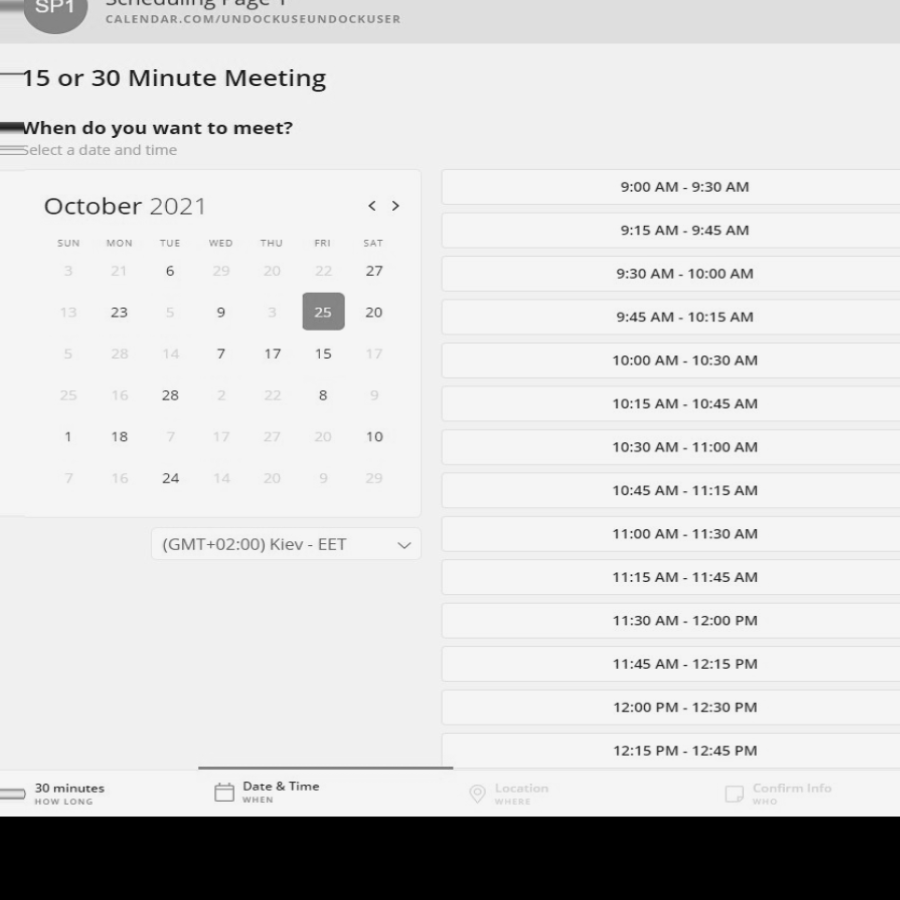 SP1
Scheduling Page 1
CALENDAR.COM/UNDOCKUSEUNDOCKUSER
15 or 30 Minute Meeting
When do you want to meet?
Select a date and time
October 2021
< >
SUN MON TUE WED THU FRI SAT
3 21 6 29 20 22 27
13 23 5 9 3 25 20
5 28 14 7 17 15 17
25 16 28 2 22 8 9
1 18 7 17 27 20 10
7 16 24 14 20 9 29
(GMT+02:00) Kiev - EET
9:00 AM - 9:30 AM
9:15 AM - 9:45 AM
9:30 AM - 10:00 AM
9:45 AM - 10:15 AM
10:00 AM - 10:30 AM
10:15 AM - 10:45 AM
10:30 AM - 11:00 AM
10:45 AM - 11:15 AM
11:00 AM - 11:30 AM
11:15 AM - 11:45 AM
11:30 AM - 12:00 PM
11:45 AM - 12:15 PM
12:00 PM - 12:30 PM
12:15 PM - 12:45 PM
30 minutes
HOW LONG
Date & Time
WHEN
Location
WHERE
Confirm Info
WHO